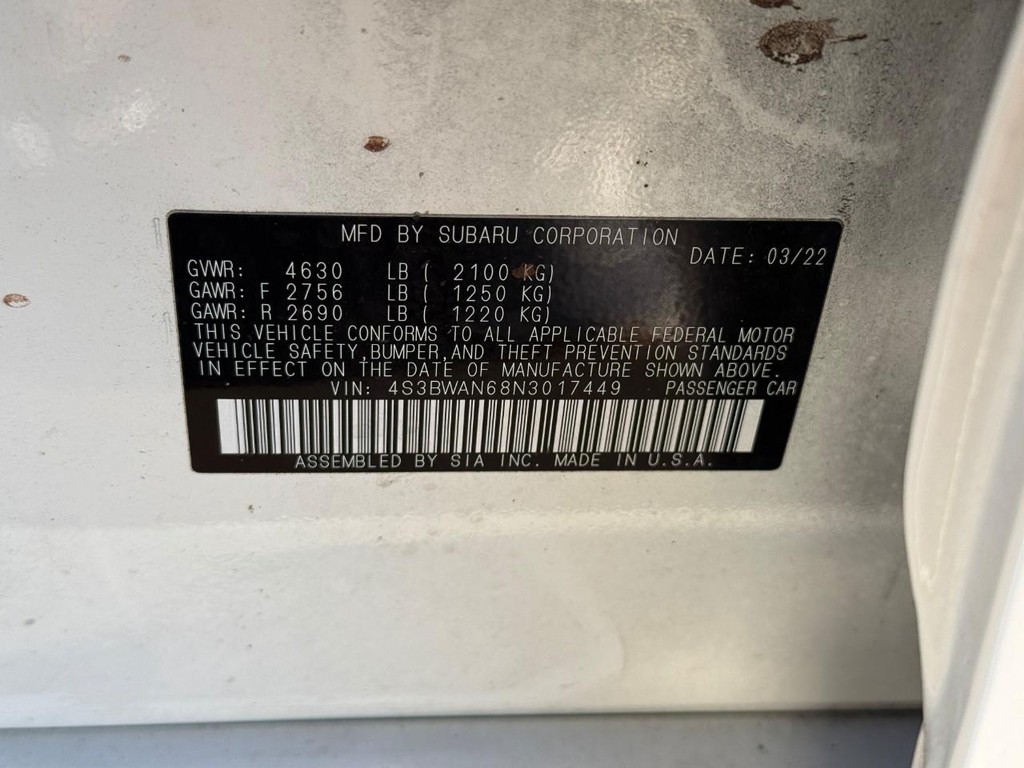 MFD BY SUBARU CORPORATION
DATE: 03/22
GVWR: 4630 LB ( 2100 KG)
GAWR: F 2756 LB ( 1250 KG)
GAWR: R 2690 LB ( 1220 KG)
THIS VEHICLE CONFORMS TO ALL APPLICABLE FEDERAL MOTOR
VEHICLE SAFETY,BUMPER,AND THEFT PREVENTION STANDARDS
IN EFFECT ON THE DATE OF MANUFACTURE SHOWN ABOVE.
VIN: 4S3BWAN68N3017449 PASSENGER CAR
ASSEMBLED BY SIA INC. MADE IN U.S.A.